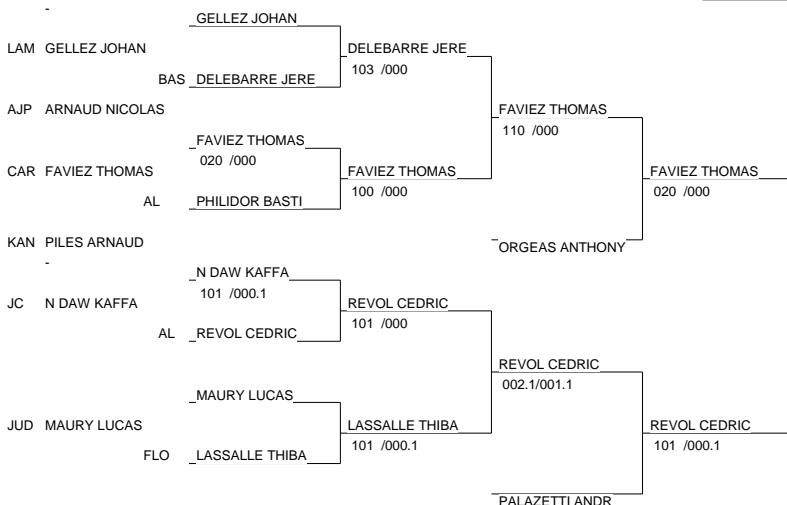 -
GELLEZ JOHAN
LAM GELLEZ JOHAN
DELEBARRE JERE
103 /000
BAS DELEBARRE JERE
AJP ARNAUD NICOLAS
FAVIEZ THOMAS
110 /000
FAVIEZ THOMAS
020 /000
CAR FAVIEZ THOMAS
FAVIEZ THOMAS
100 /000
FAVIEZ THOMAS
020 /000
AL PHILIDOR BASTI
KAN PILES ARNAUD
-
ORGEAS ANTHONY
N DAW KAFFA
101 /000.1
JC N DAW KAFFA
REVOL CEDRIC
101 /000
AL REVOL CEDRIC
REVOL CEDRIC
002.1/001.1
MAURY LUCAS
JUD MAURY LUCAS
LASSALLE THIBA
101 /000.1
REVOL CEDRIC
101 /000.1
FLO LASSALLE THIBA
PALAZETTI ANDR